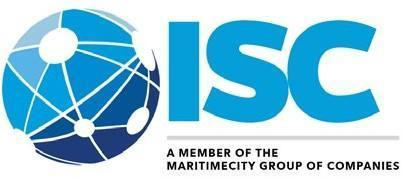 ISC
A MEMBER OF THE
MARITIMECITY GROUP OF COMPANIES